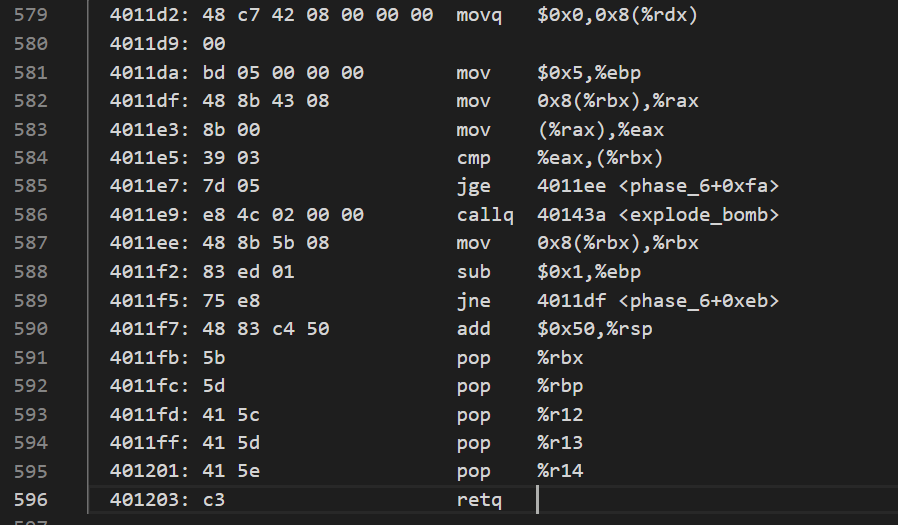 579 4011d2: 48 c7 42 08 00 00 00 movq $0x0,0x8(%rdx)
580 4011d9: 00
581 4011da: bd 05 00 00 00 mov $0x5,%ebp
582 4011df: 48 8b 43 08 mov 0x8(%rbx),%rax
583 4011e3: 8b 00 mov (%rax),%eax
584 4011e5: 39 03 cmp %eax,(%rbx)
585 4011e7: 7d 05 jge 4011ee <phase_6+0xfa>
586 4011e9: e8 4c 02 00 00 callq 40143a <explode_bomb>
587 4011ee: 48 8b 5b 08 mov 0x8(%rbx),%rbx
588 4011f2: 83 ed 01 sub $0x1,%ebp
589 4011f5: 75 e8 jne 4011df <phase_6+0xeb>
590 4011f7: 48 83 c4 50 add $0x50,%rsp
591 4011fb: 5b pop %rbx
592 4011fc: 5d pop %rbp
593 4011fd: 41 5c pop %r12
594 4011ff: 41 5d pop %r13
595 401201: 41 5e pop %r14
596 401203: c3 retq